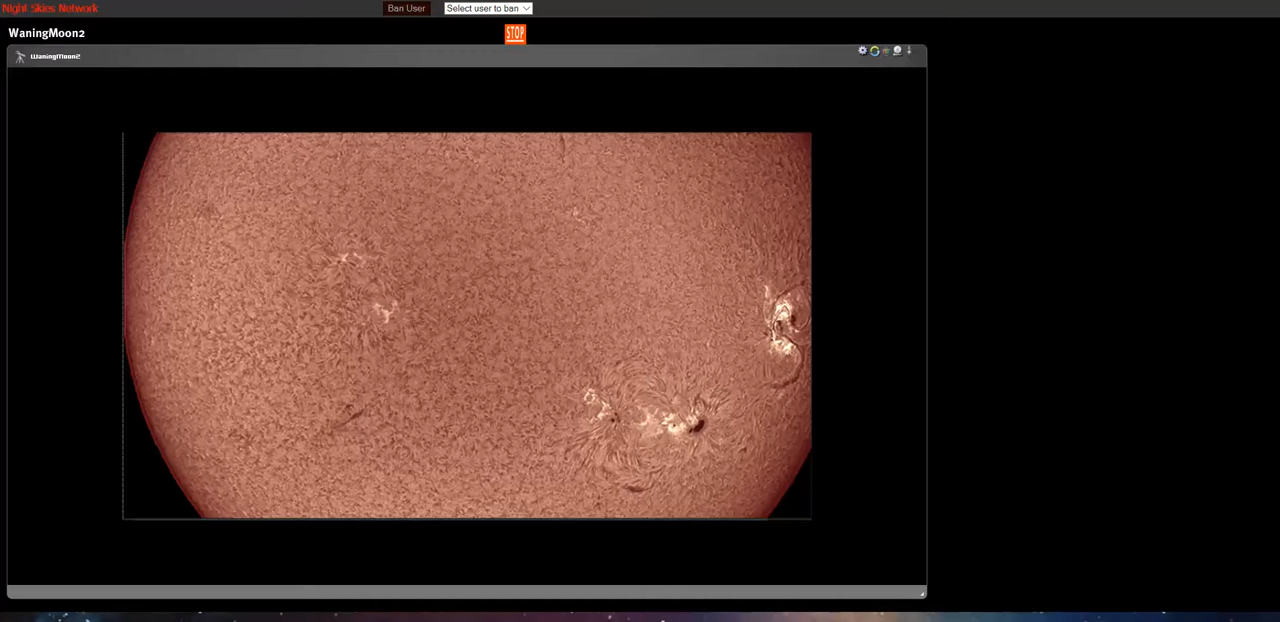 Night Skies Network
Ban User
Select user to ban
WaningMoon2
STOP
WaningMoon2